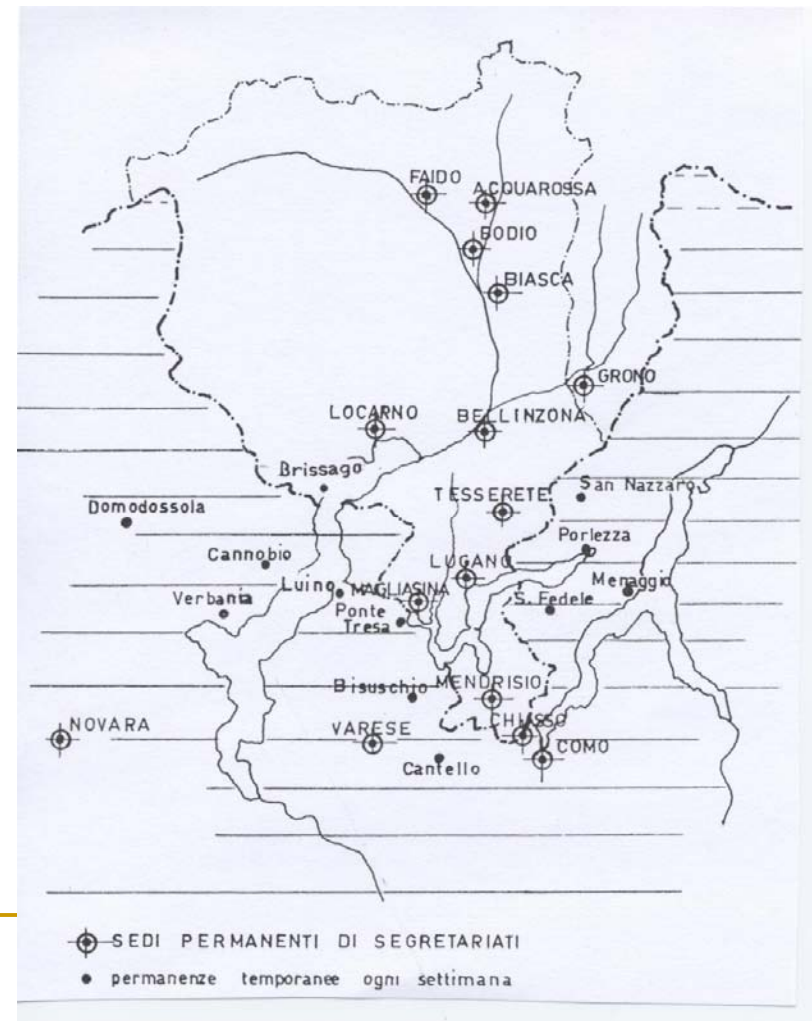 FAIDO
ACQUAROSSA
BODIO
BIASCA
GRONO
LOCARNO
BELLINZONA
Brissago
TESSERETE
San Nazzaro
Domodossola
Porlezza
Cannobio
LUGANO
Luino
MAGLIASINA
Menaggio
Verbania
Ponte
Tresa
S. Fedele
Bisuschio
MENDRISIO
NOVARA
VARESE
CHIASSO
COMO
Cantello
SEDI PERMANENTI DI SEGRETARIATI
permanenze temporanee ogni settimana